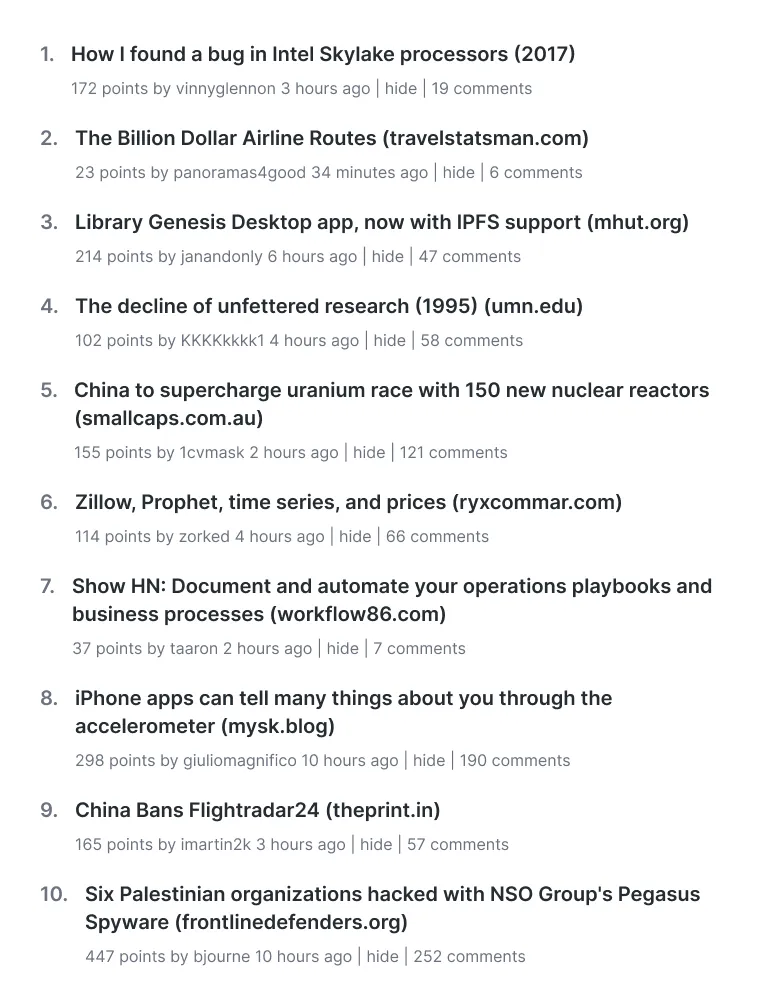 1. How I found a bug in Intel Skylake processors (2017)
172 points by vinnyglennon 3 hours ago | hide | 19 comments
2. The Billion Dollar Airline Routes (travelstatsman.com)
23 points by panoramas4good 34 minutes ago | hide | 6 comments
3. Library Genesis Desktop app, now with IPFS support (mhut.org)
214 points by janandonly 6 hours ago | hide | 47 comments
4. The decline of unfettered research (1995) (umn.edu)
102 points by KKKKkkkk1 4 hours ago | hide | 58 comments
5. China to supercharge uranium race with 150 new nuclear reactors
(smallcaps.com.au)
155 points by 1cvmask 2 hours ago | hide | 121 comments
6. Zillow, Prophet, time series, and prices (ryxcommar.com)
114 points by zorked 4 hours ago | hide | 66 comments
7. Show HN: Document and automate your operations playbooks and
business processes (workflow86.com)
37 points by taaron 2 hours ago | hide | 7 comments
8. iPhone apps can tell many things about you through the
accelerometer (mysk.blog)
298 points by giuliomagnifico 10 hours ago | hide | 190 comments
9. China Bans Flightradar24 (theprint.in)
165 points by imartin2k 3 hours ago | hide | 57 comments
10. Six Palestinian organizations hacked with NSO Group's Pegasus
Spyware (frontlinedefenders.org)
447 points by bjourne 10 hours ago | hide | 252 comments